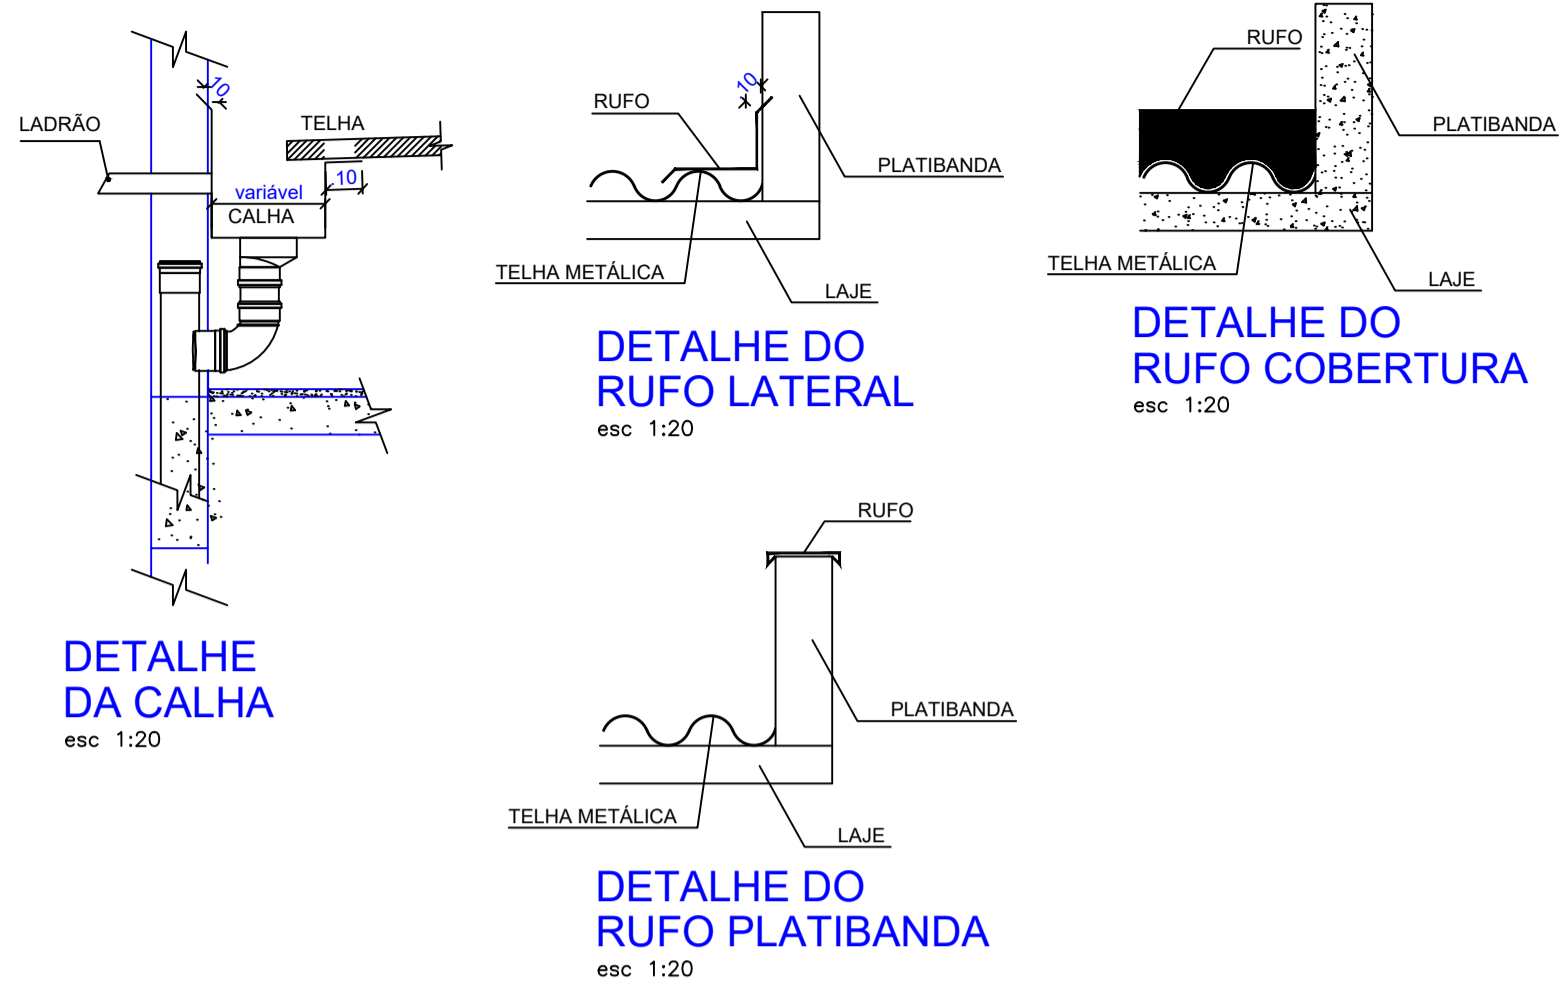 LADRÃO
10
TELHA
10
variável
CALHA
DETALHE
DA CALHA
esc 1:20
RUFO
.10
PLATIBANDA
TELHA METÁLICA
LAJE
DETALHE DO
RUFO LATERAL
esc 1:20
RUFO
PLATIBANDA
TELHA METÁLICA
LAJE
DETALHE DO
RUFO COBERTURA
esc 1:20
RUFO
PLATIBANDA
TELHA METÁLICA
LAJE
DETALHE DO
RUFO PLATIBANDA
esc 1:20